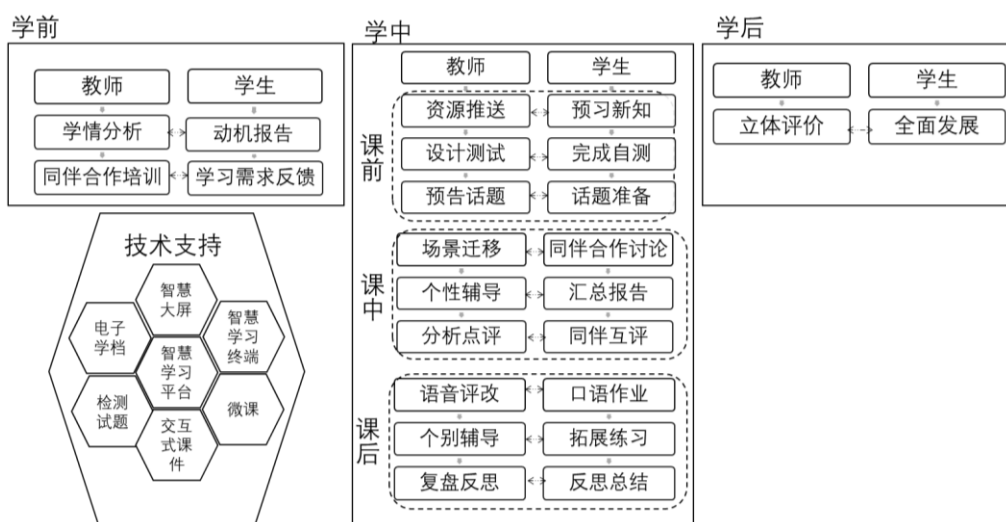 学前
教师
学生
学情分析
动机报告
同伴合作培训
学习需求反馈
技术支持
智慧
大屏
电子
学档
智慧
学习
终端
智慧
学习
平台
检测
试题
微课
交互
式课
件
学中
教师
学生
课前
资源推送
预习新知
设计测试
完成自测
预告话题
话题准备
课中
场景迁移
同伴合作讨论
个性辅导
汇总报告
分析点评
同伴互评
课后
语音评改
口语作业
个别辅导
拓展练习
复盘反思
反思总结
学后
教师
学生
立体评价
全面发展